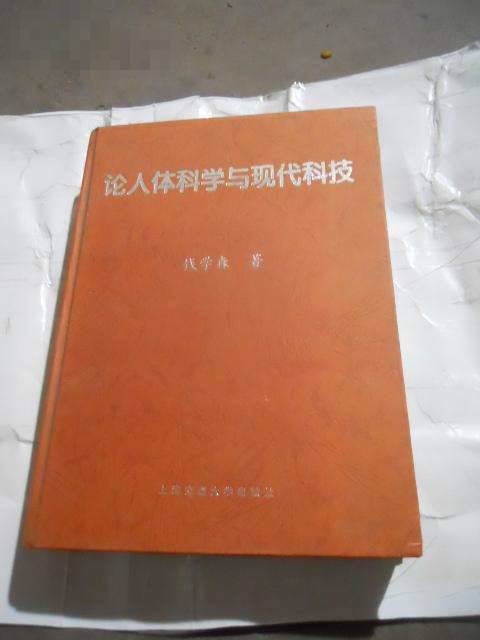 论人体科学与现代科技
钱学森 著
上海交通大学出版社